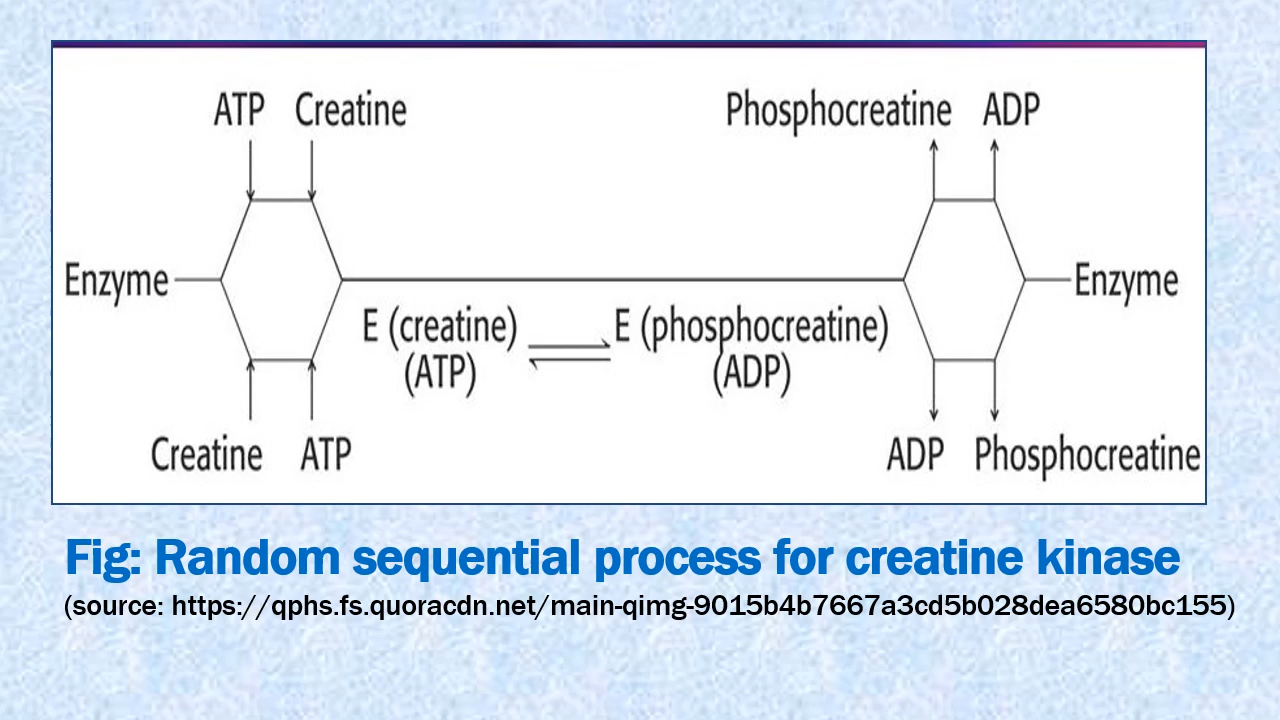 ATP Creatine Phosphocreatine ADP
Enzyme Enzyme
E (creatine) E (phosphocreatine)
(ATP) (ADP)
Creatine ATP ADP Phosphocreatine
Fig: Random sequential process for creatine kinase
(source: https://qphs.fs.quoracdn.net/main-qimg-9015b4b7667a3cd5b028dea6580bc155)